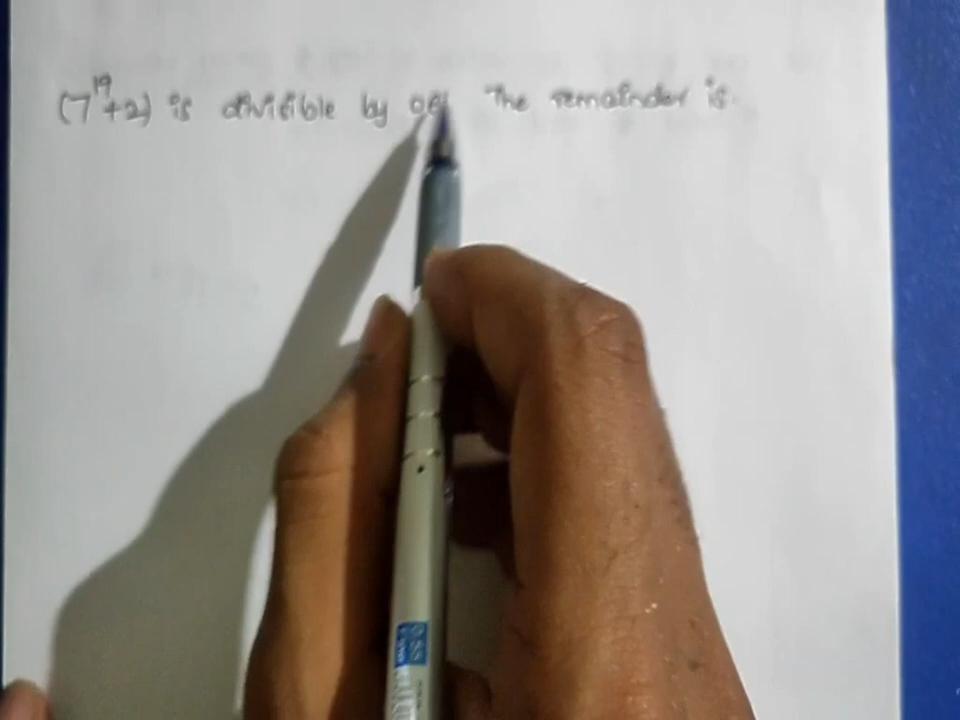 (7¹⁹+2) is divisible by The remainder is.